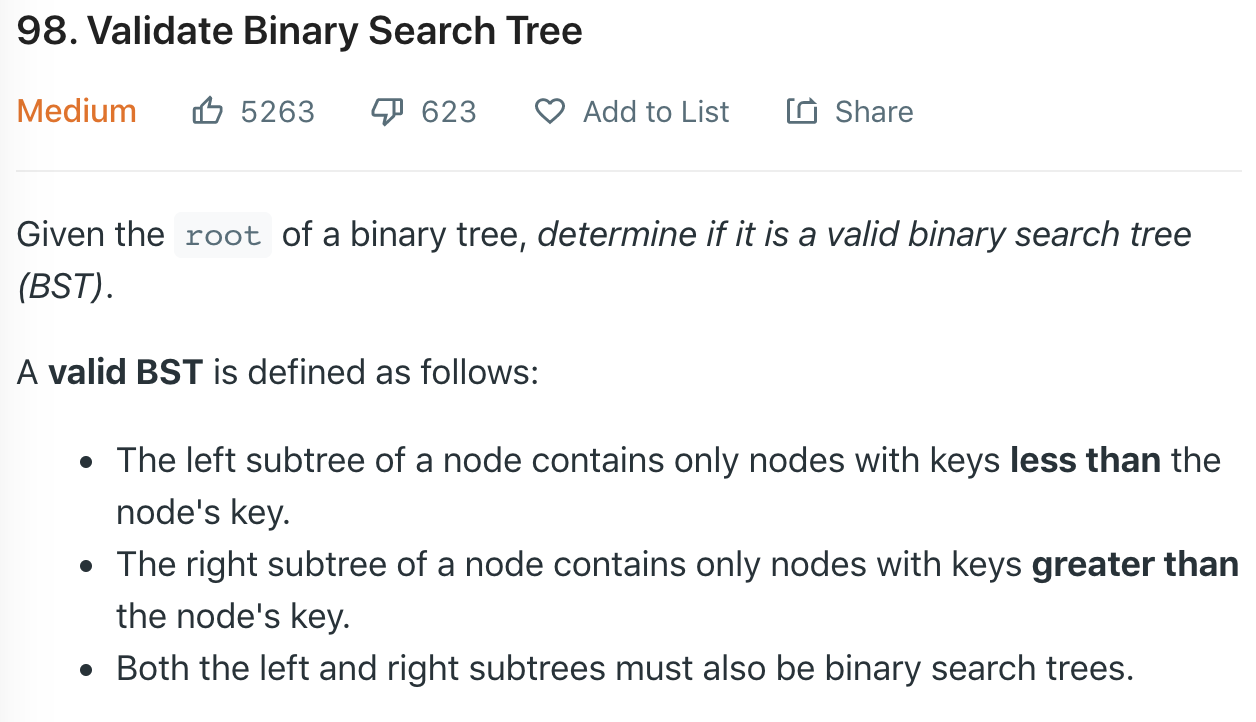 98. Validate Binary Search Tree
Medium 5263 623 Add to List Share
Given the root of a binary tree, determine if it is a valid binary search tree
(BST).
A valid BST is defined as follows:
• The left subtree of a node contains only nodes with keys less than the
node's key.
• The right subtree of a node contains only nodes with keys greater than
the node's key.
• Both the left and right subtrees must also be binary search trees.